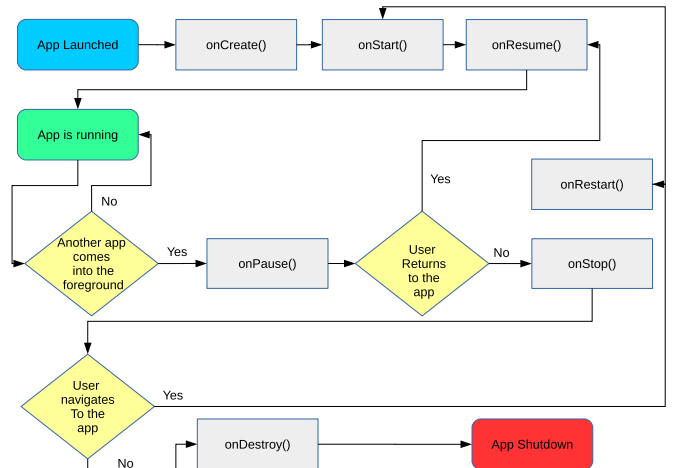 App Launched
onCreate()
onStart()
onResume()
App is running
No
Yes
onRestart()
Another app
comes
into the
foreground
Yes
onPause()
User
Returns
to the
app
No
onStop()
User
navigates
To the
app
Yes
onDestroy()
App Shutdown
No